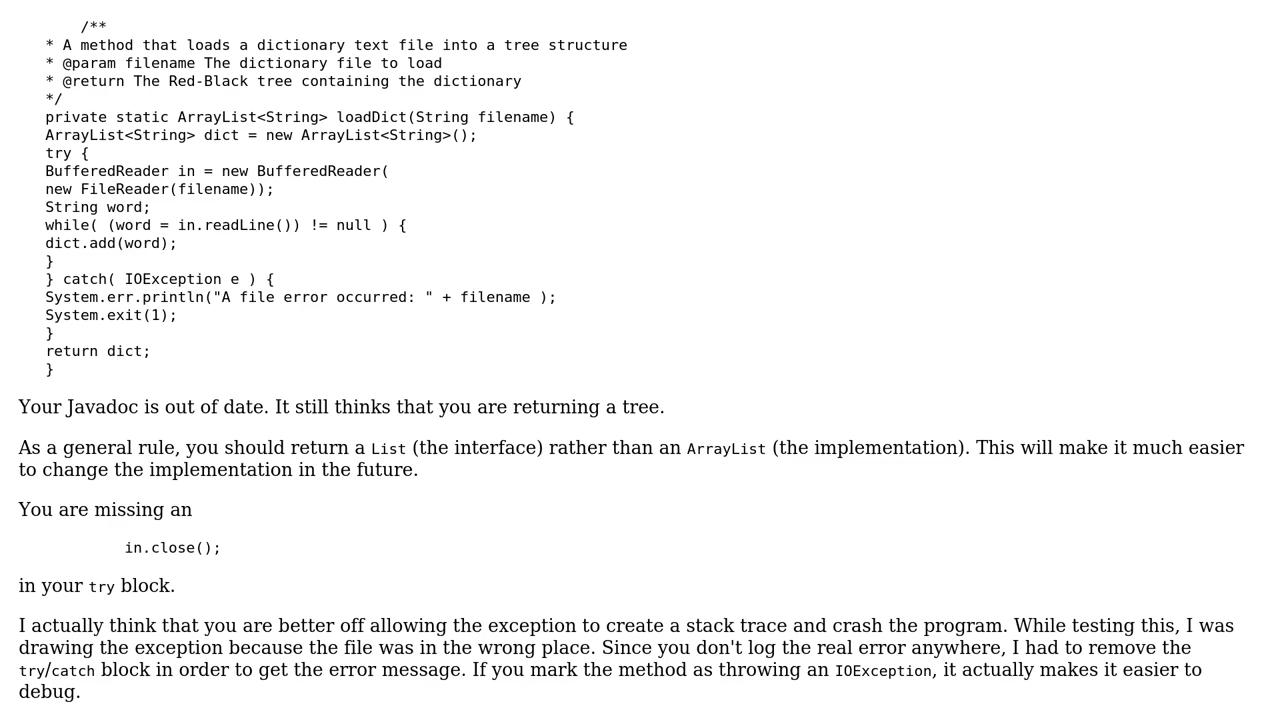 /**
* A method that loads a dictionary text file into a tree structure
* @param filename The dictionary file to load
* @return The Red-Black tree containing the dictionary
*/
private static ArrayList<String> loadDict(String filename) {
ArrayList<String> dict = new ArrayList<String>();
try {
BufferedReader in = new BufferedReader(
new FileReader(filename));
String word;
while( (word = in.readLine()) != null ) {
dict.add(word);
}
} catch( IOException e ) {
System.err.println("A file error occurred: " + filename );
System.exit(1);
}
return dict;
}
Your Javadoc is out of date. It still thinks that you are returning a tree.
As a general rule, you should return a List (the interface) rather than an ArrayList (the implementation). This will make it much easier
to change the implementation in the future.
You are missing an
in.close();
in your try block.
I actually think that you are better off allowing the exception to create a stack trace and crash the program. While testing this, I was
drawing the exception because the file was in the wrong place. Since you don't log the real error anywhere, I had to remove the
try/catch block in order to get the error message. If you mark the method as throwing an IOException, it actually makes it easier to
debug.